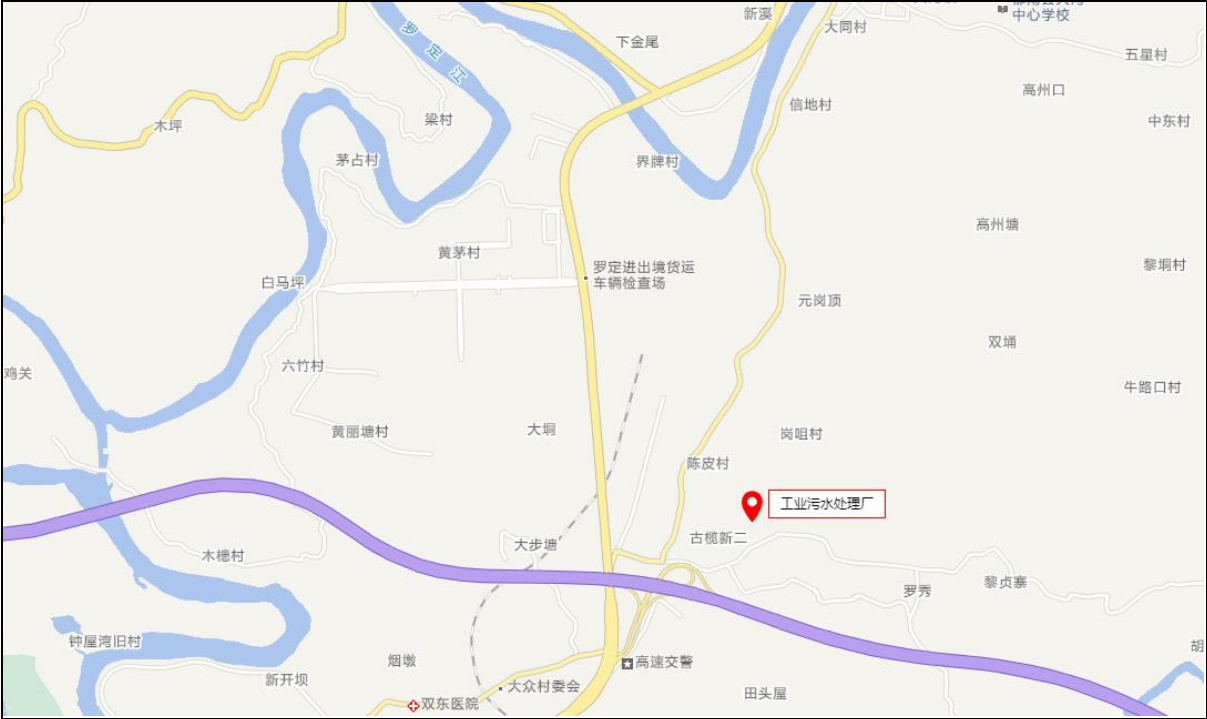 新溪
中心学校
下金尾
大同村
罗定江
五星村
高州口
信地村
梁村
中东村
木坪
茅占村
界牌村
高州塘
黄茅村
罗定进出境货运
车辆检查场
黎垌村
白马坪
元岗顶
双埇
六竹村
鸡关
牛路口村
黄丽塘村
大垌
岗咀村
陈皮村
工业污水处理厂
古榄新二
大步塘
木槵村
黎贞寨
罗秀
钟屋湾旧村
胡
烟墩
高速交警
新开坝
大众村委会
田头屋
双东医院